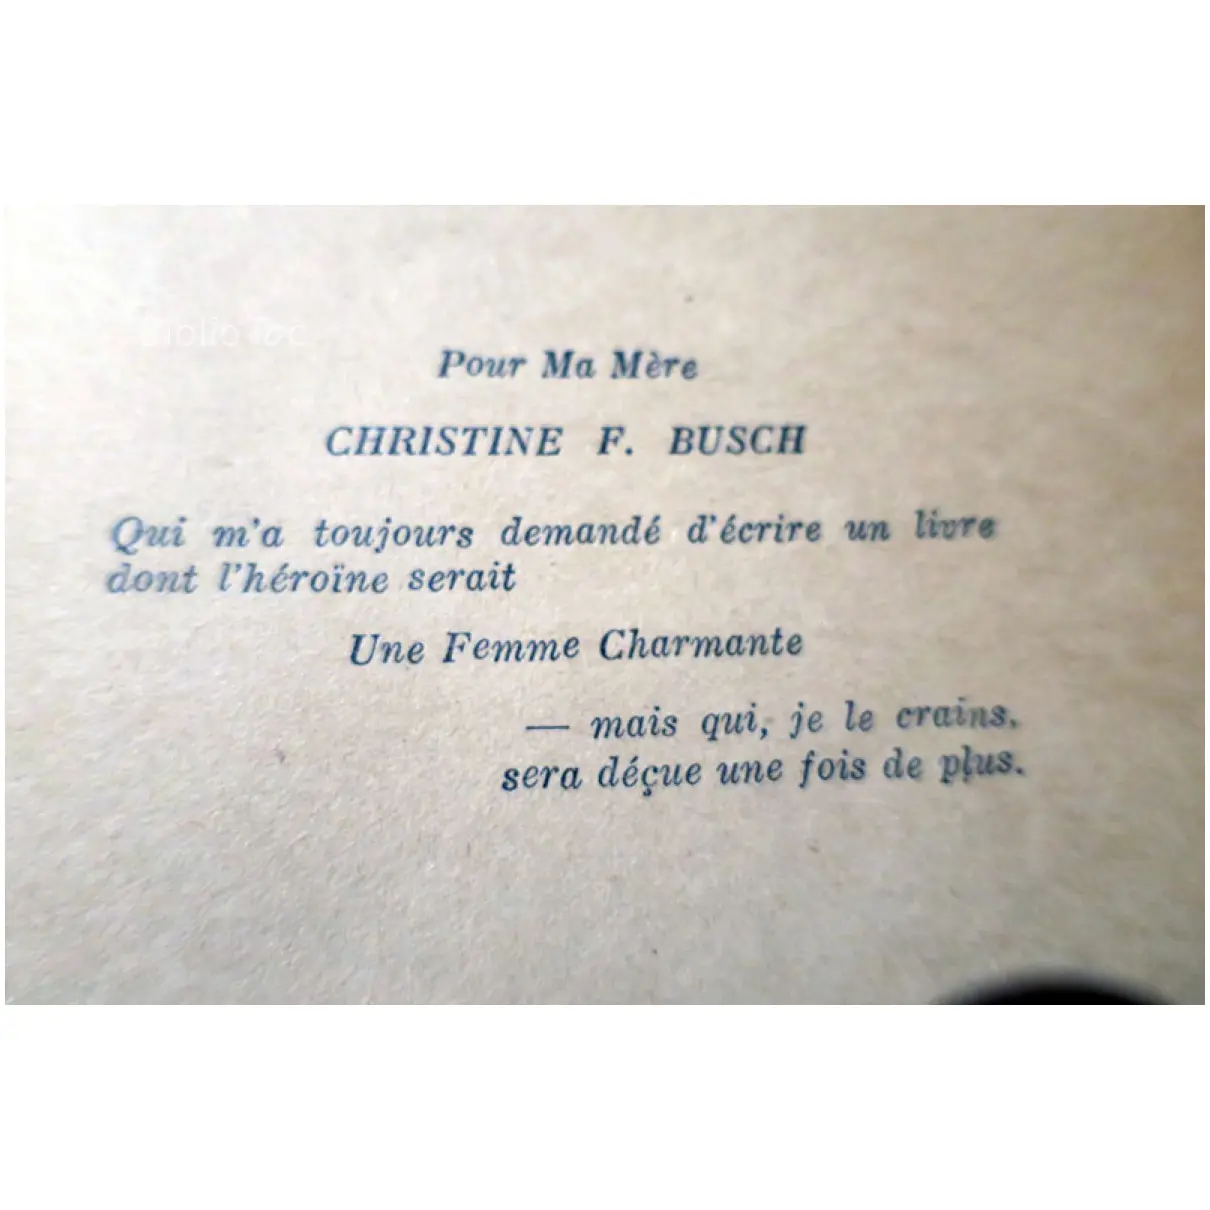 Biblio
Pour Ma Mère
CHRISTINE F. BUSCH
Qui m'a toujours demandé d'écrire un livre
dont l'héroïne serait
Une Femme Charmante
— mais qui, je le crains,
sera déçue une fois de plus.